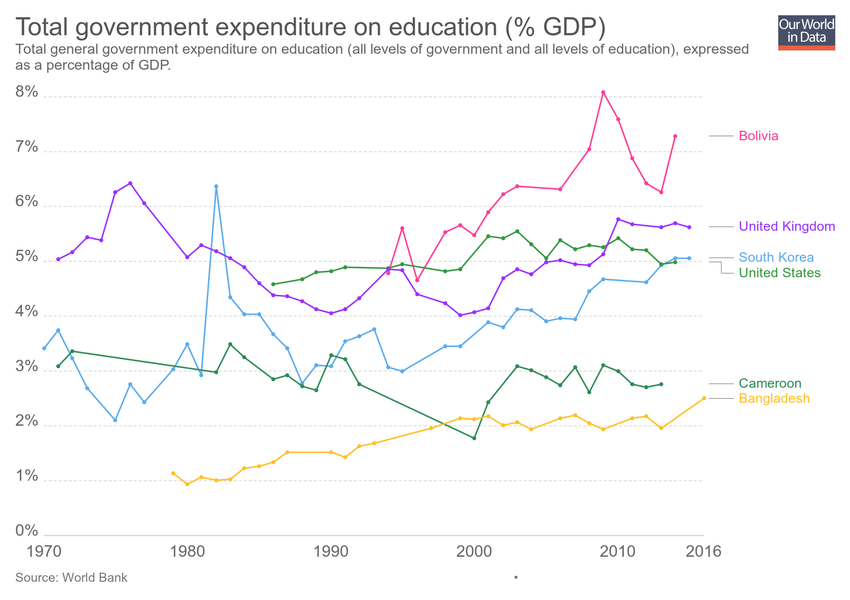 Total government expenditure on education (% GDP)
Our World
in Data
Total general government expenditure on education (all levels of government and all levels of education), expressed
as a percentage of GDP.
8%
7%
6%
5%
4%
3%
2%
1%
0%
Bolivia
United Kingdom
South Korea
United States
Cameroon
Bangladesh
1970 1980 1990 2000 2010 2016
Source: World Bank